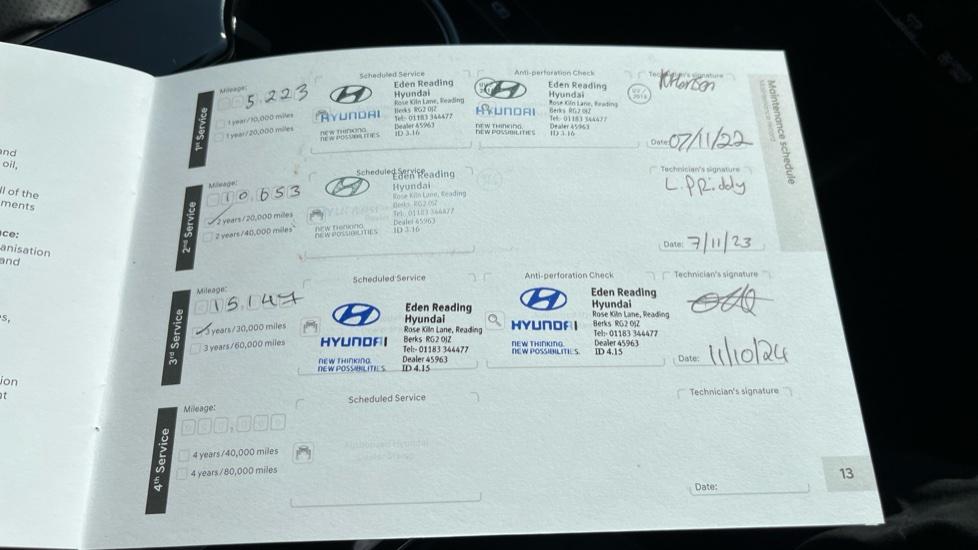 nd
oil,
ll of the
ments
ce:
anisation
and
s,
ion
nt
Maintenance schedule
1st Service
Mileage:
5,223
1 year/10,000 miles
1 year/20,000 miles
Scheduled Service
HYUNDAI
NEW THINKING.
NEW POSSIBILITIES.
Eden Reading
Hyundai
Rose Kiln Lane, Reading
Berks RG2 0JZ
Tel:- 01183 344477
Dealer 45963
ID 3.16
Anti-perforation Check
HYUNDAI
NEW THINKING.
NEW POSSIBILITIES.
Eden Reading
Hyundai
Rose Kiln Lane, Reading
Berks RG2 0JZ
Tel:- 01183 344477
Dealer 45963
ID 3.16
Technician's signature
Date: 07/11/22
2nd Service
Mileage:
10,653
2 years/20,000 miles
2 years/40,000 miles
Scheduled Service
NEW THINKING.
NEW POSSIBILITIES.
Eden Reading
Hyundai
Rose Kiln Lane, Reading
Berks RG2 0JZ
Tel:- 01183 344477
Dealer 45963
ID 3.16
Technician's signature
L. PRiddy
Date: 7/11/23
3rd Service
Mileage:
15,147
3 years/30,000 miles
3 years/60,000 miles
Scheduled Service
HYUNDAI
NEW THINKING.
NEW POSSIBILITIES.
Eden Reading
Hyundai
Rose Kiln Lane, Reading
Berks RG2 0JZ
Tel:- 01183 344477
Dealer 45963
ID 4.15
Anti-perforation Check
HYUNDAI
NEW THINKING.
NEW POSSIBILITIES.
Eden Reading
Hyundai
Rose Kiln Lane, Reading
Berks RG2 0JZ
Tel:- 01183 344477
Dealer 45963
ID 4.15
Technician's signature
Date: 11/10/24
4th Service
Mileage:
4 years/40,000 miles
4 years/80,000 miles
Scheduled Service
Technician's signature
Date:
13